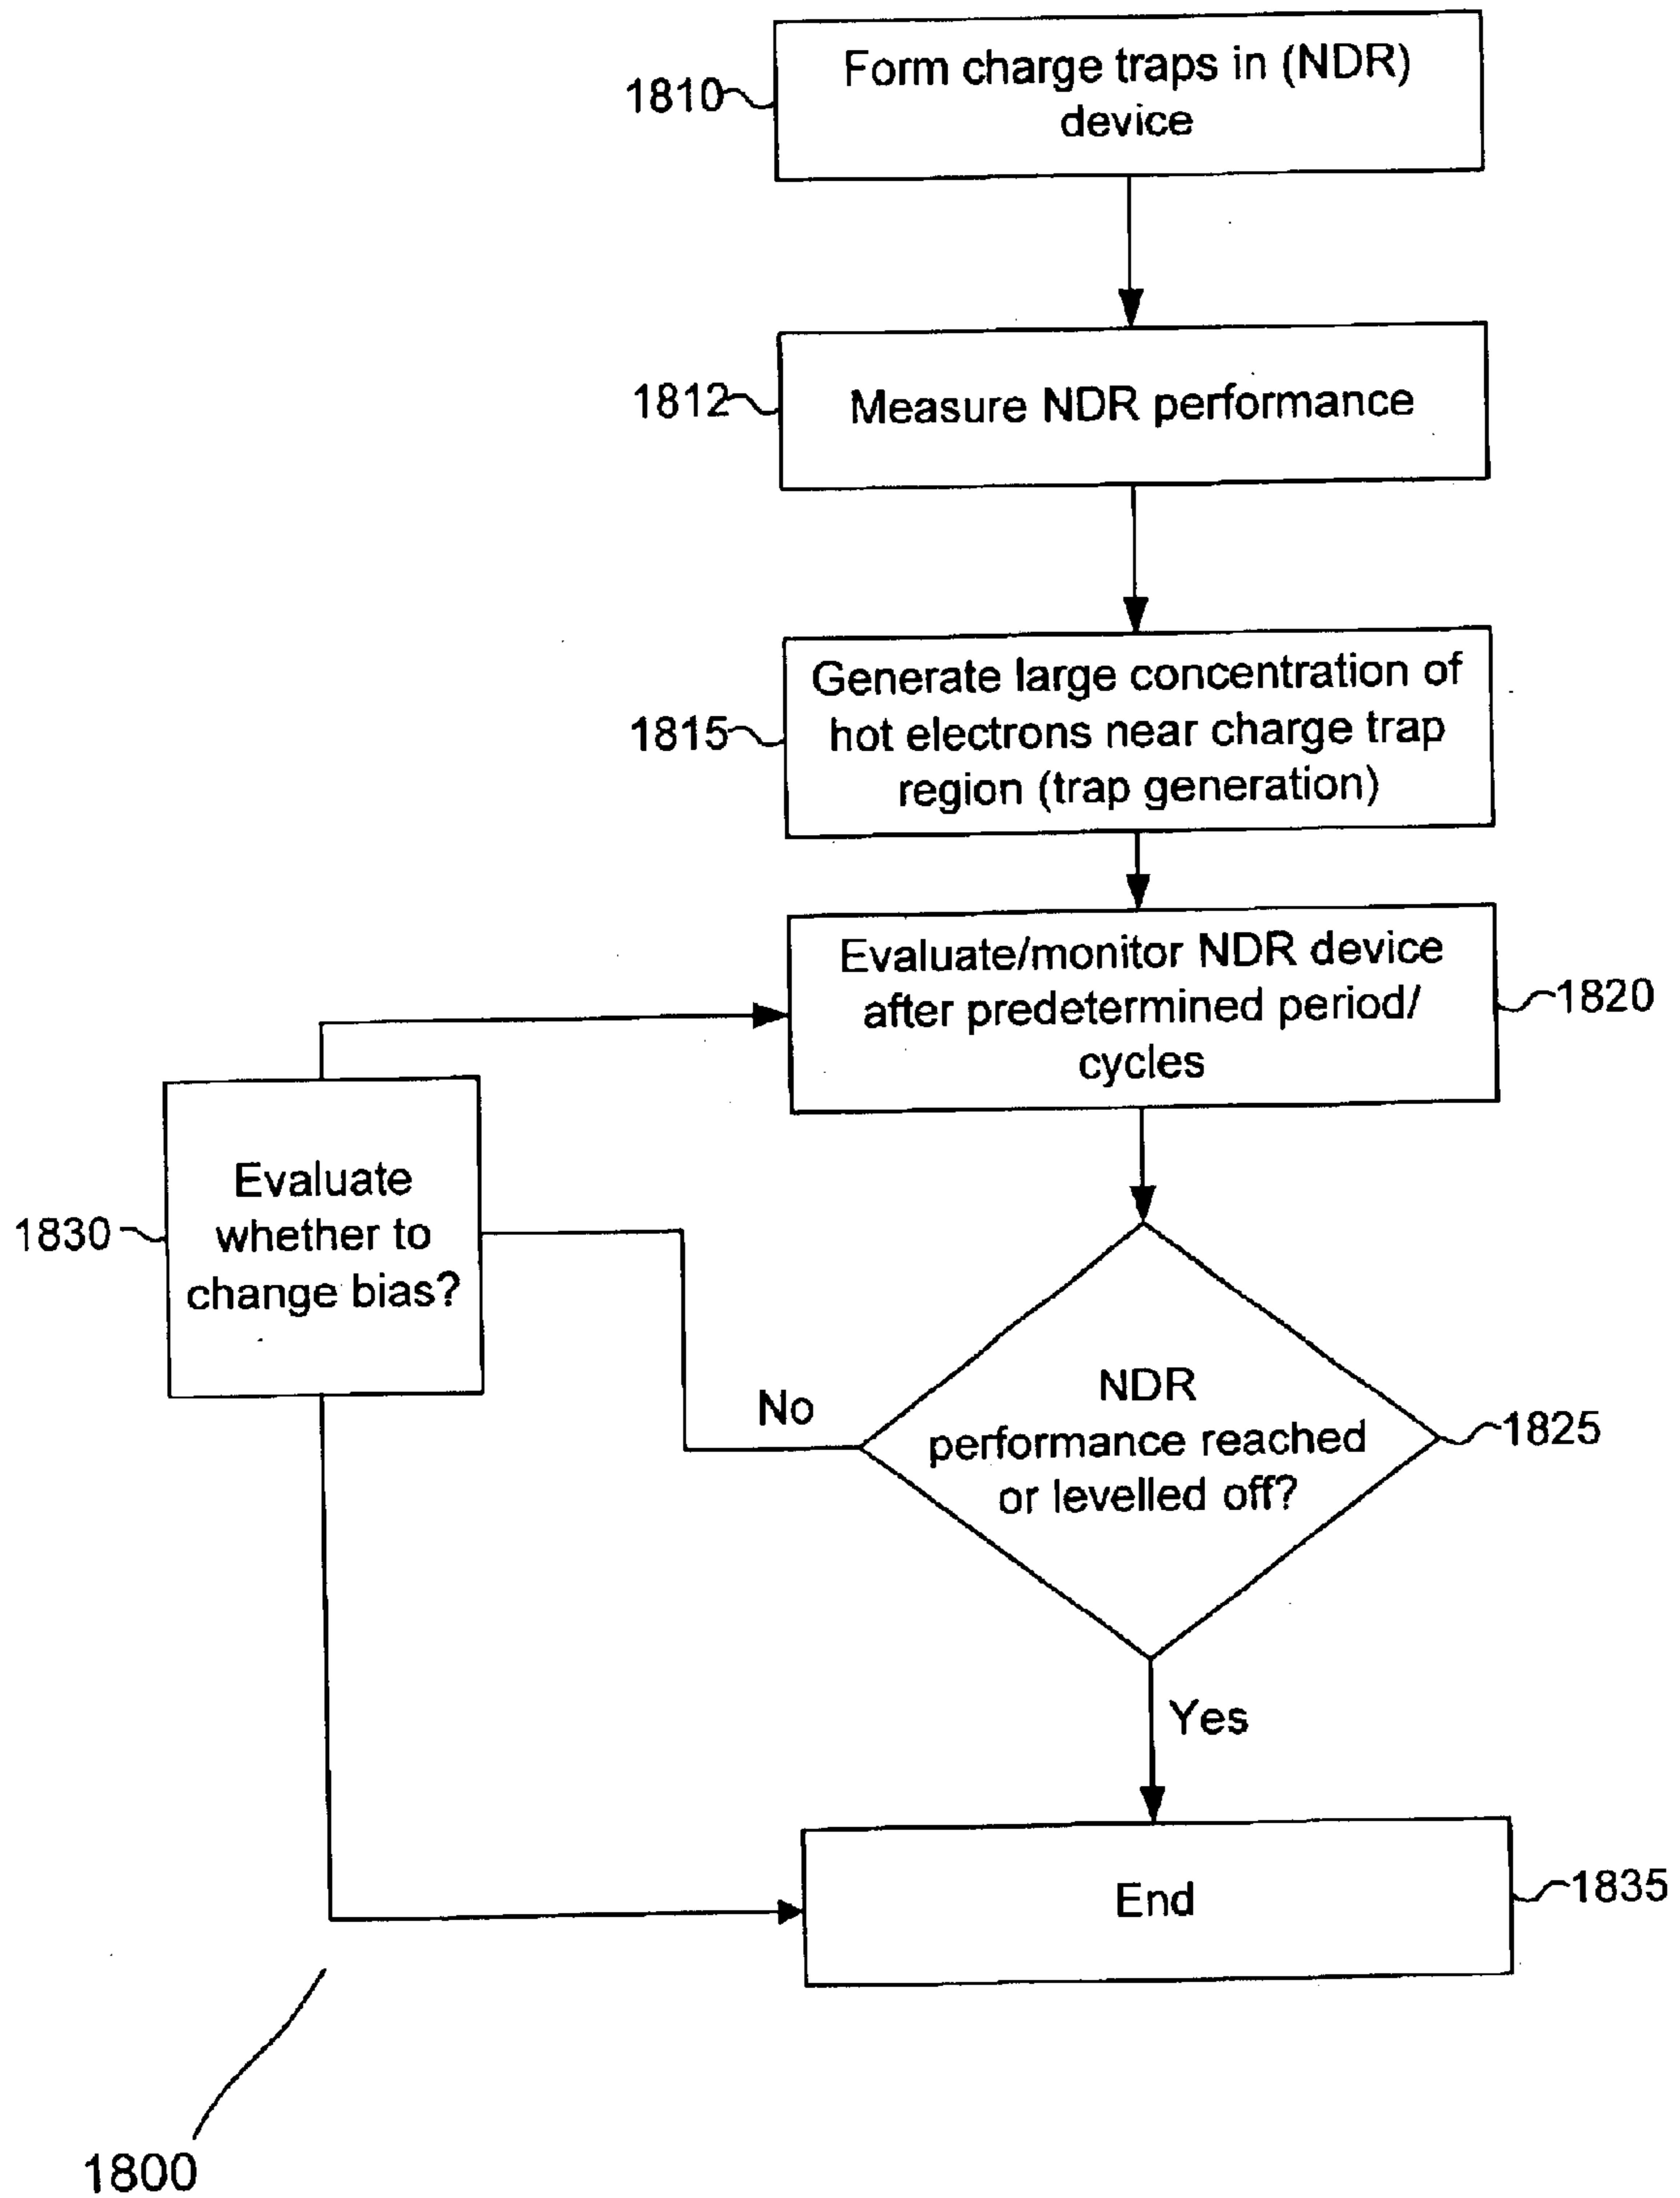 Form charge traps in (NDR)
device
1810
Measure NDR performance
1812
Generate large concentration of
hot electrons near charge trap
region (trap generation)
1815
Evaluate/monitor NDR device
after predetermined period/
cycles
1820
Evaluate
whether to
change bias?
1830
No
NDR
performance reached
or levelled off?
1825
Yes
End
1835
1800